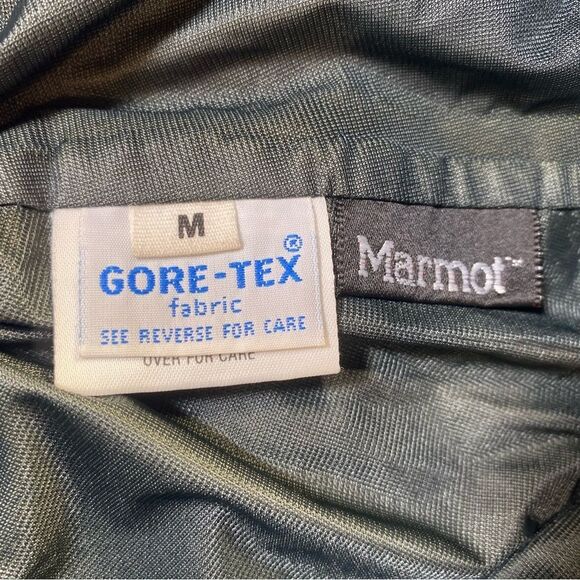 M
GORE-TEX®
fabric
SEE REVERSE FOR CARE
OVER FOR CARE
Marmot™